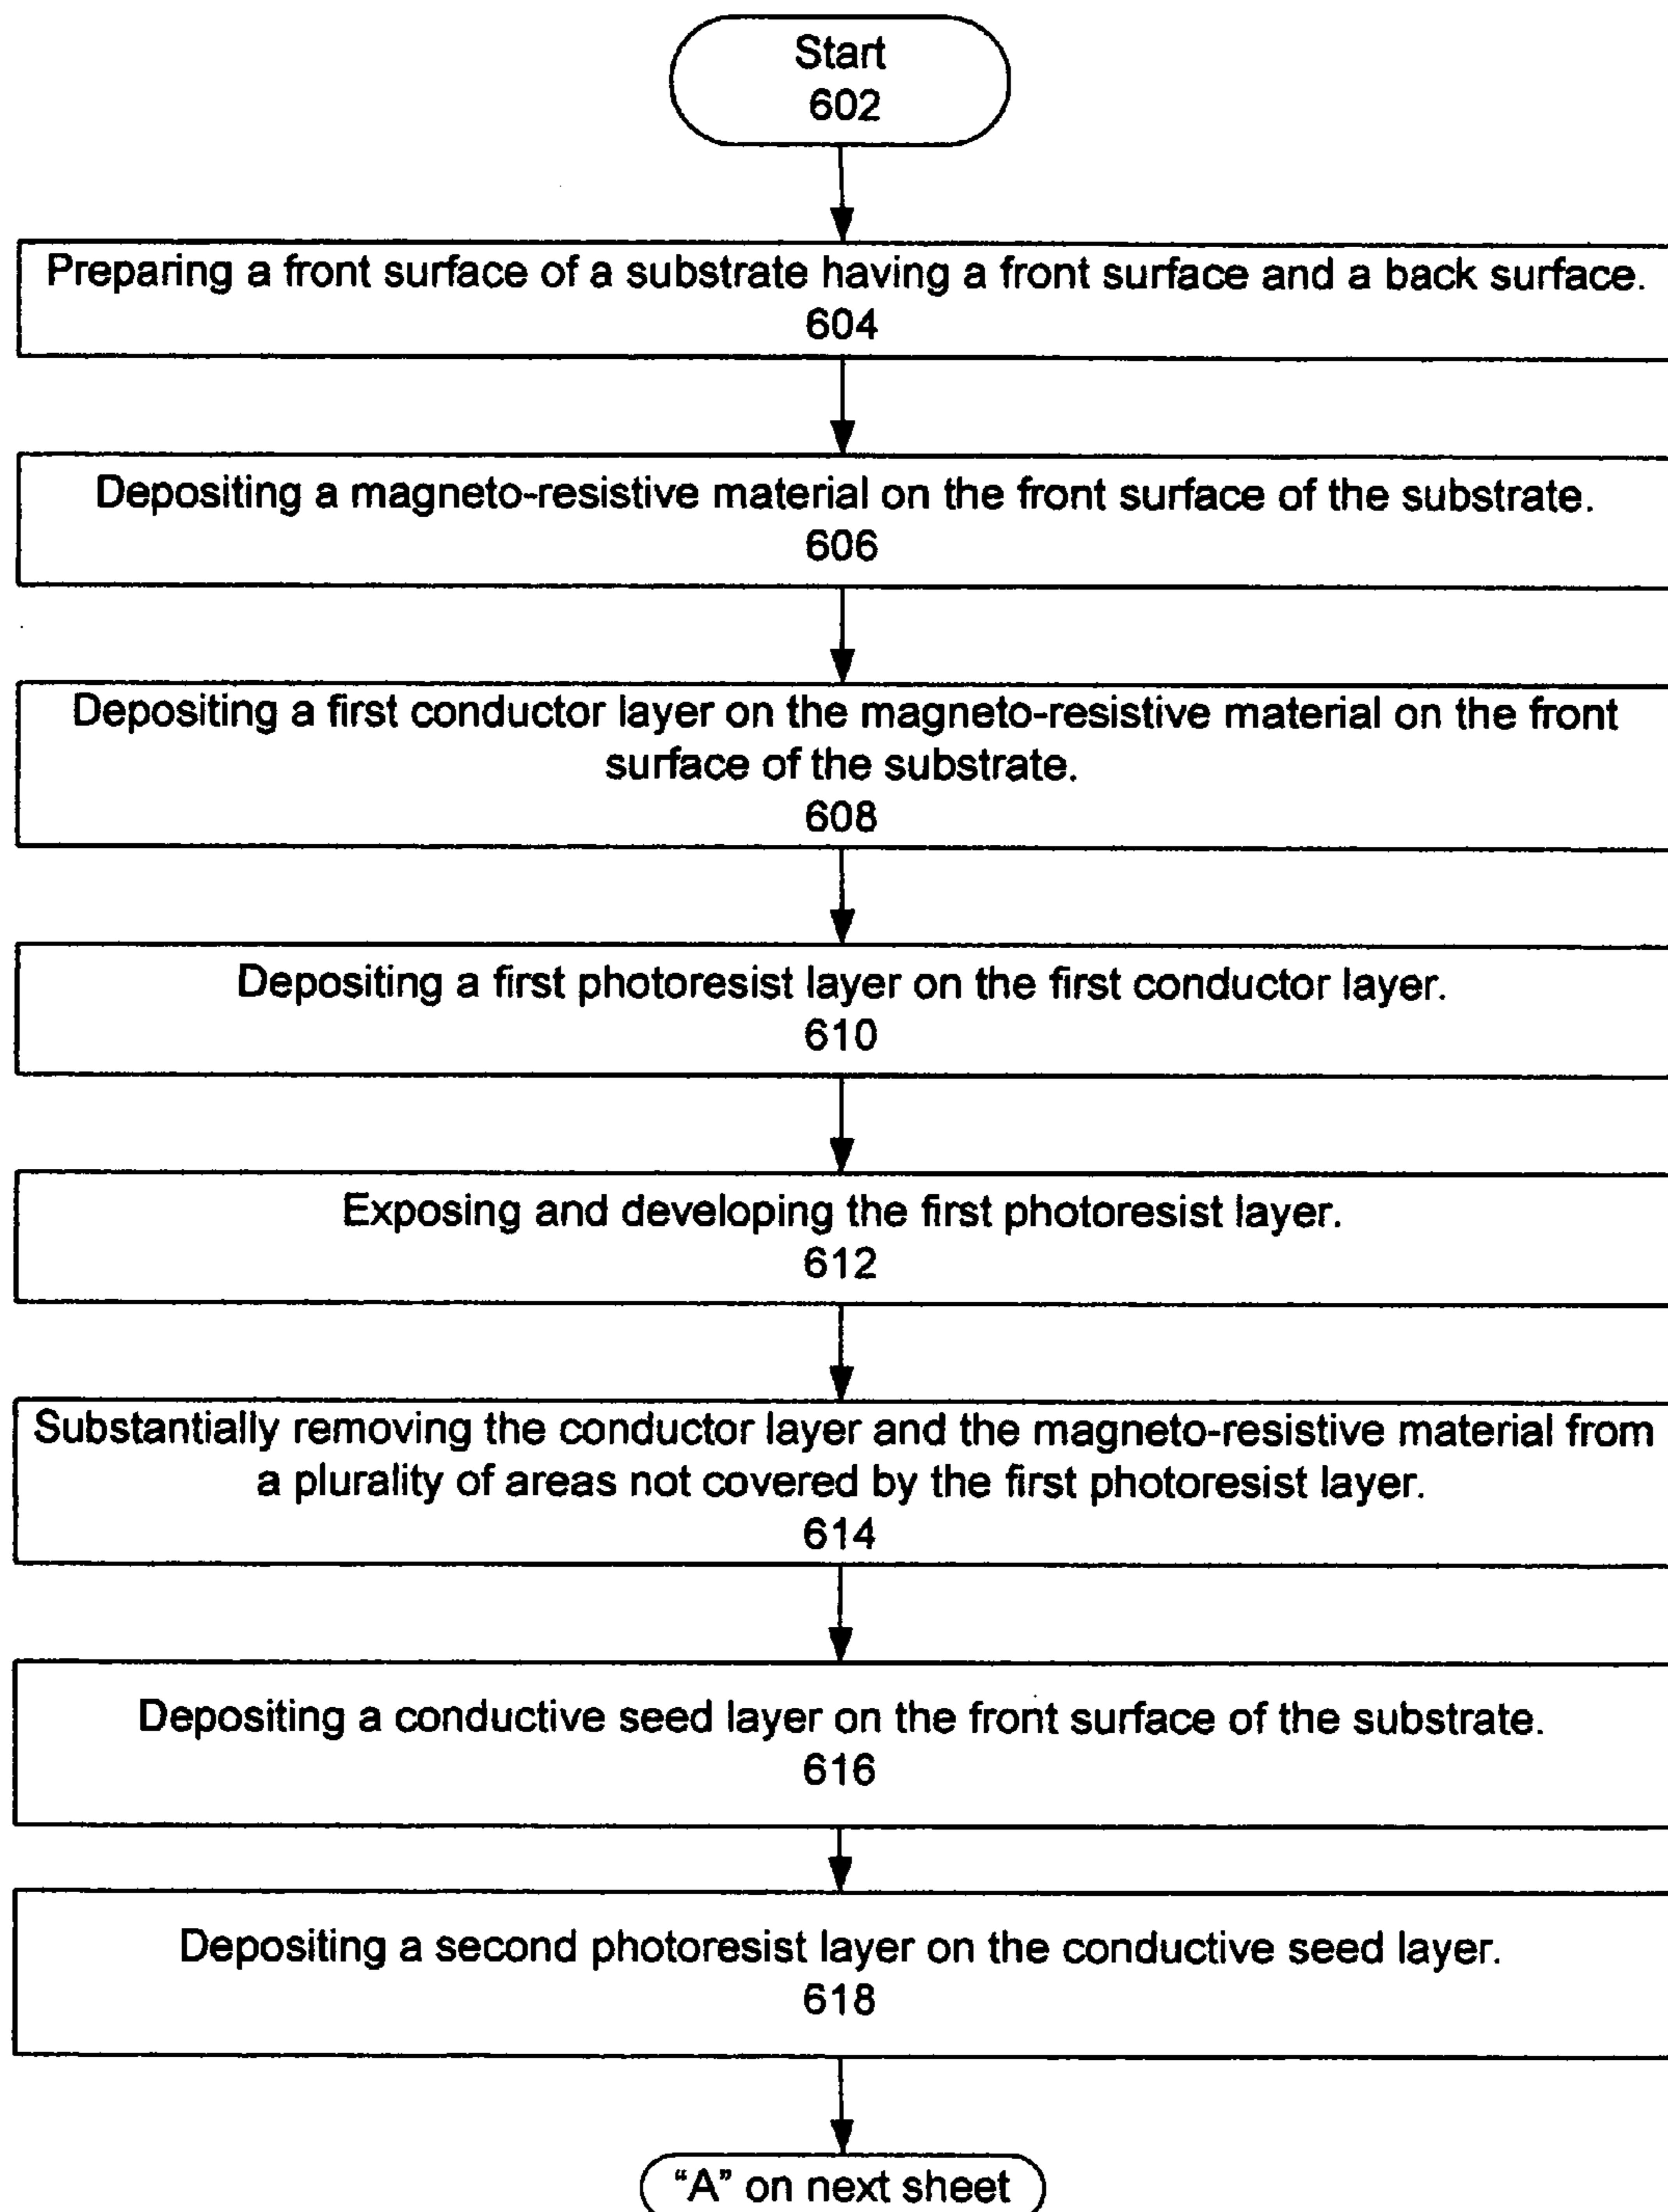 Start
602
Preparing a front surface of a substrate having a front surface and a back surface.
604
Depositing a magneto-resistive material on the front surface of the substrate.
606
Depositing a first conductor layer on the magneto-resistive material on the front
surface of the substrate.
608
Depositing a first photoresist layer on the first conductor layer.
610
Exposing and developing the first photoresist layer.
612
Substantially removing the conductor layer and the magneto-resistive material from
a plurality of areas not covered by the first photoresist layer.
614
Depositing a conductive seed layer on the front surface of the substrate.
616
Depositing a second photoresist layer on the conductive seed layer.
618
“A” on next sheet